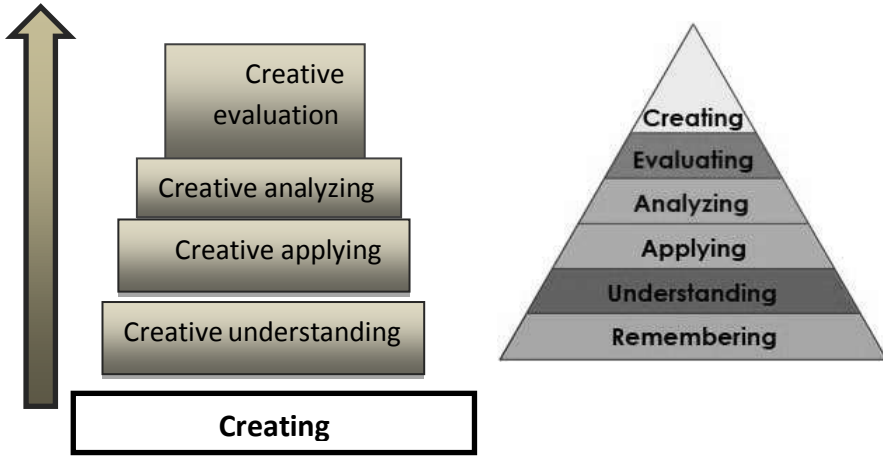 Creative
evaluation
Creative analyzing
Creative applying
Creative understanding
Creating
Creating
Evaluating
Analyzing
Applying
Understanding
Remembering